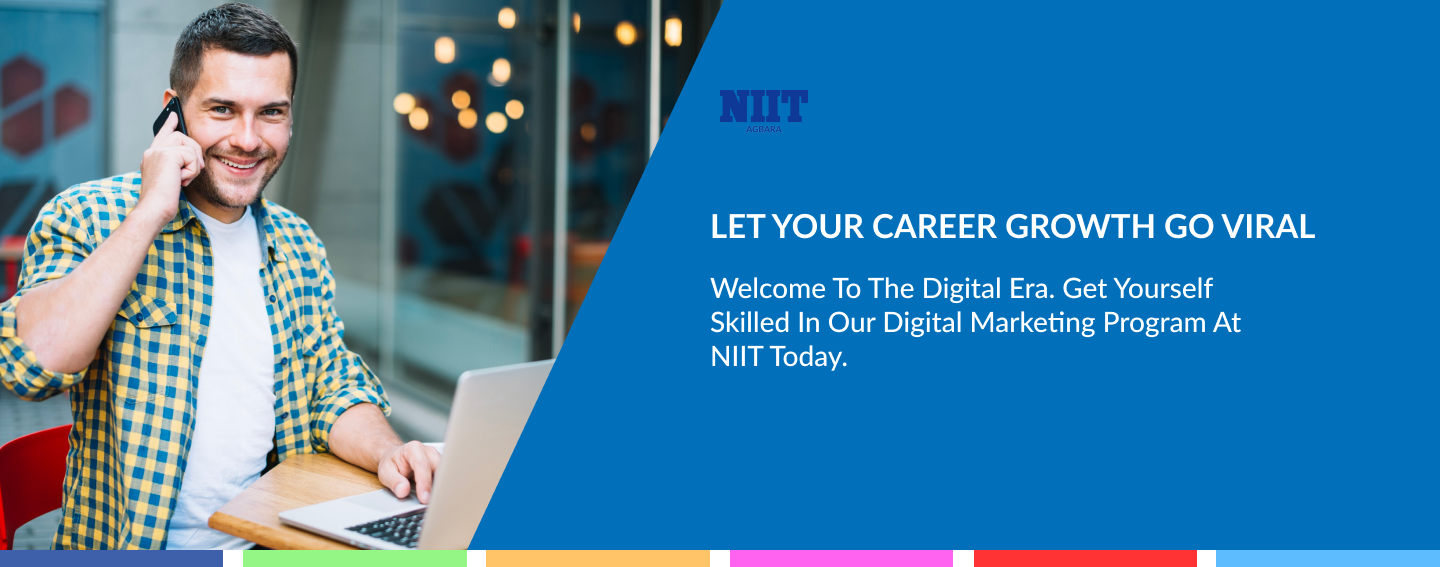 NIIT
AGBARA
LET YOUR CAREER GROWTH GO VIRAL
Welcome To The Digital Era. Get Yourself
Skilled In Our Digital Marketing Program At
NIIT Today.